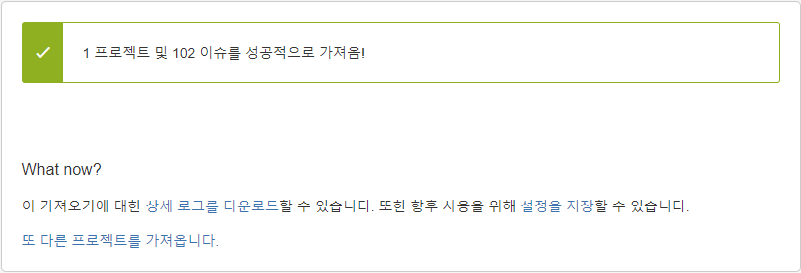 1 프로젝트 및 102 이슈를 성공적으로 가져옴!
What now?
이 가져오기에 대한 상세 로그를 다운로드할 수 있습니다. 또한 향후 사용을 위해 설정을 저장할 수 있습니다.
또 다른 프로젝트를 가져옵니다.